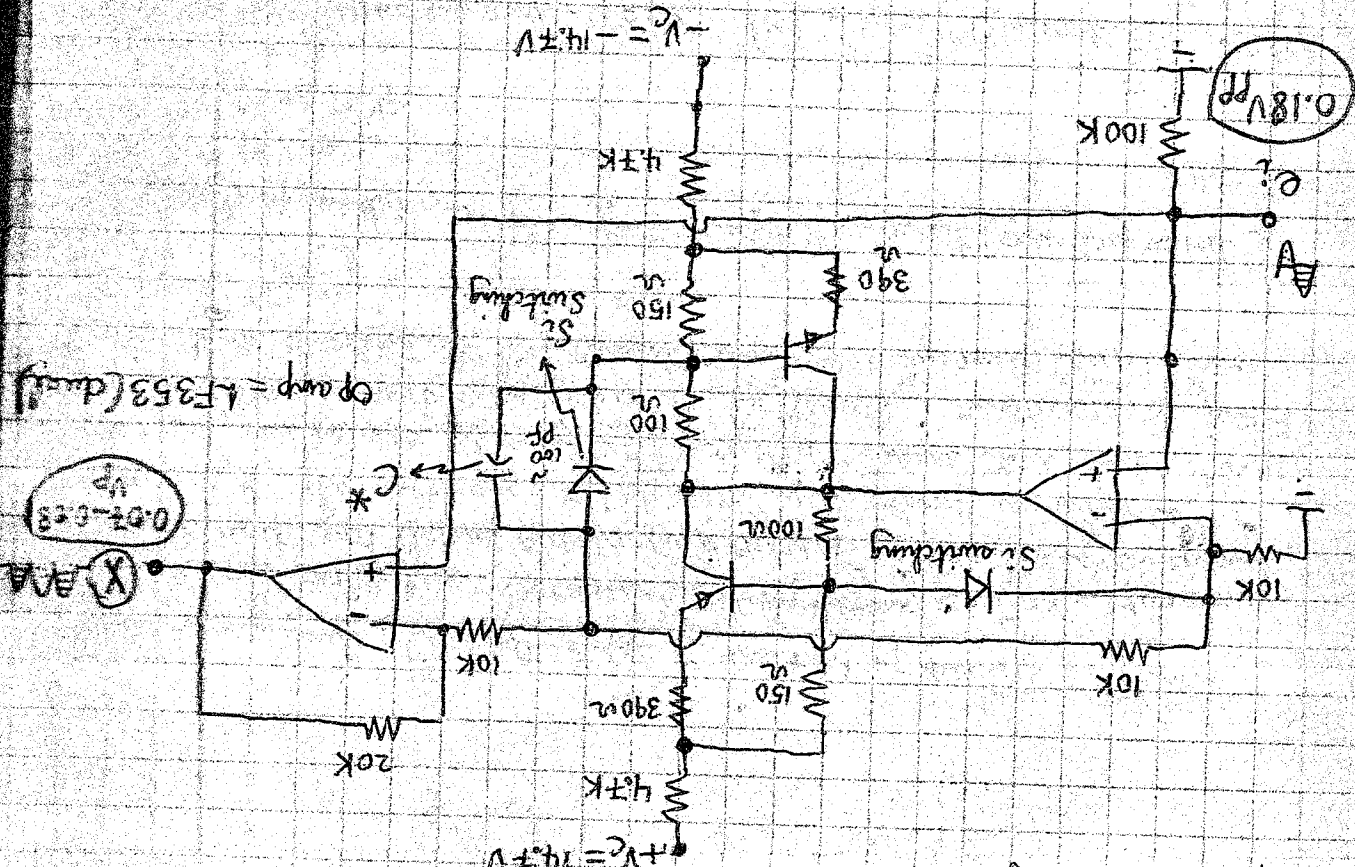 +Vc = 14.7V
4.7K
20K
390Ω
150
Ω
10K
10K
10K
Si switching
100Ω
X
0.07-0.08
Vp
C*
100
PF
100
Ω
Op amp = LF353 (dual)
Si
Switching
150
Ω
390
Ω
A
ei
0.18Vpp
4.7K
100K
-Vc = -14.7V
+
-
+
-